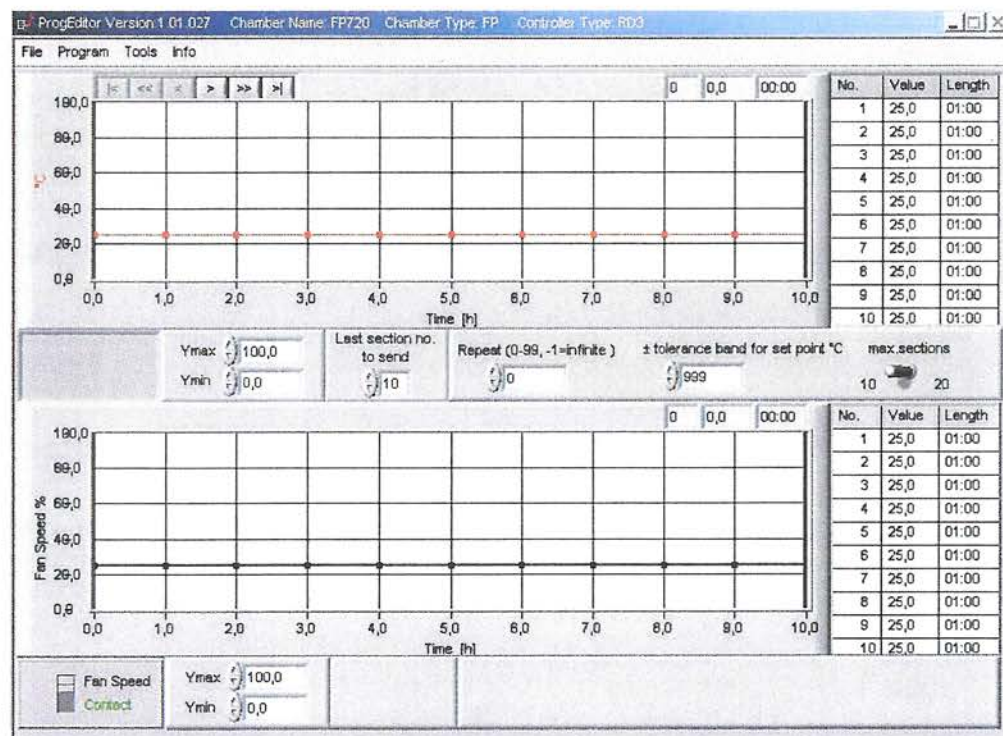 ProgEditor Version:1.01.027 Chamber Name: FP720 Chamber Type: FP Controller Type: RD3
File Program Tools Info
|< << < > >> >|
0 0,0 00:00
No. Value Length
1 25,0 01:00
2 25,0 01:00
3 25,0 01:00
4 25,0 01:00
5 25,0 01:00
6 25,0 01:00
7 25,0 01:00
8 25,0 01:00
9 25,0 01:00
10 25,0 01:00
°C
100,0
80,0
60,0
40,0
20,0
0,0
0,0 1,0 2,0 3,0 4,0 5,0 6,0 7,0 8,0 9,0 10,0
Time [h]
Ymax 100,0
Ymin 0,0
Last section no.
to send
10
Repeat (0-99, -1=infinite )
0
± tolerance band for set point °C
999
max.sections
10 20
0 0,0 00:00
No. Value Length
1 25,0 01:00
2 25,0 01:00
3 25,0 01:00
4 25,0 01:00
5 25,0 01:00
6 25,0 01:00
7 25,0 01:00
8 25,0 01:00
9 25,0 01:00
10 25,0 01:00
Fan Speed %
100,0
80,0
60,0
40,0
20,0
0,0
0,0 1,0 2,0 3,0 4,0 5,0 6,0 7,0 8,0 9,0 10,0
Time [h]
Fan Speed
Contact
Ymax 100,0
Ymin 0,0